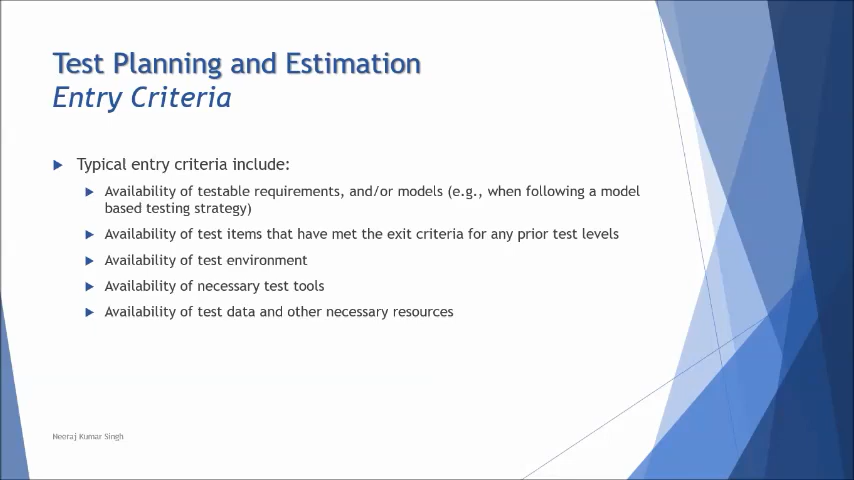 Test Planning and Estimation
Entry Criteria
Typical entry criteria include:
Availability of testable requirements, and/or models (e.g., when following a model
based testing strategy)
Availability of test items that have met the exit criteria for any prior test levels
Availability of test environment
Availability of necessary test tools
Availability of test data and other necessary resources
Neeraj Kumar Singh